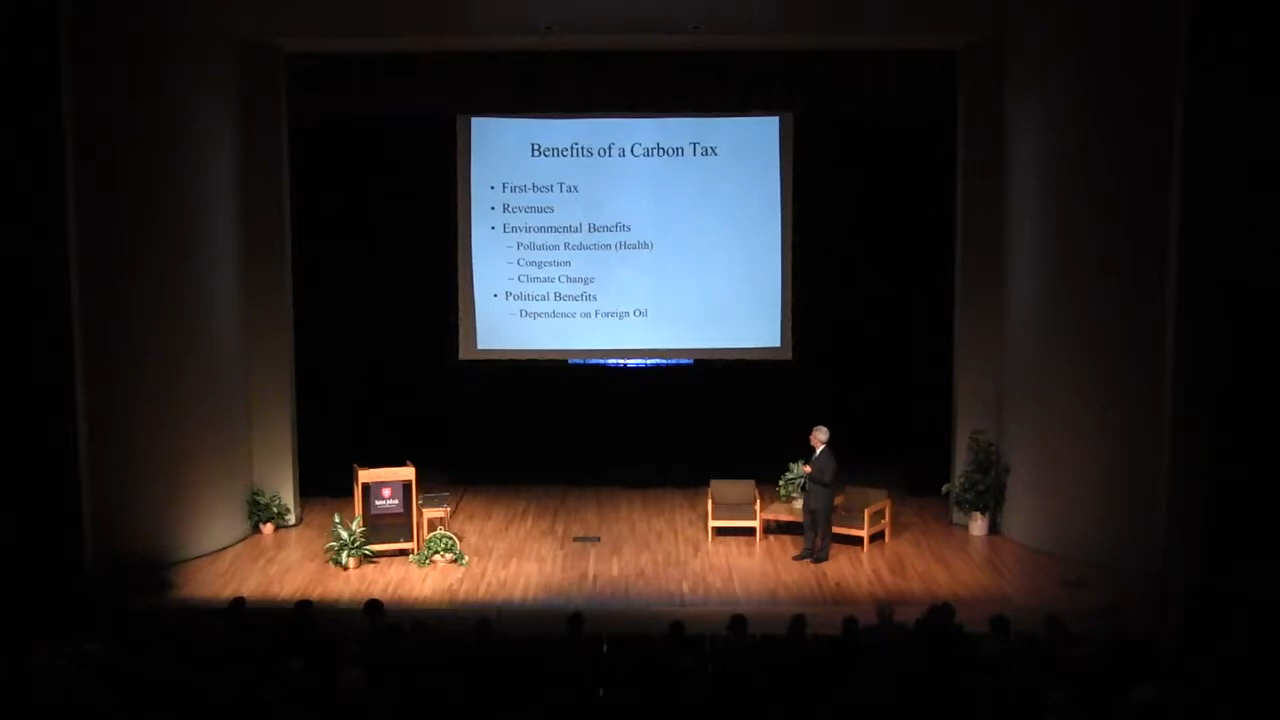 Benefits of a Carbon Tax
• First-best Tax
• Revenues
• Environmental Benefits
– Pollution Reduction (Health)
– Congestion
– Climate Change
• Political Benefits
– Dependence on Foreign Oil